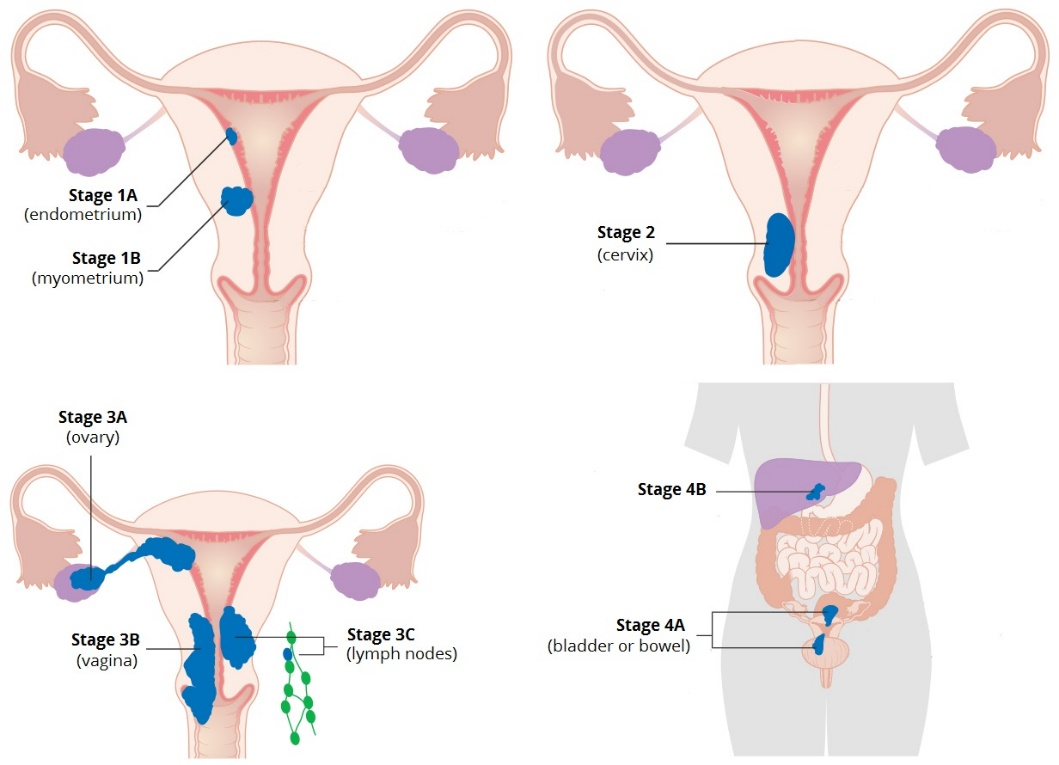 Stage 1A
(endometrium)
Stage 1B
(myometrium)
Stage 2
(cervix)
Stage 3A
(ovary)
Stage 3B
(vagina)
Stage 3C
(lymph nodes)
Stage 4B
Stage 4A
(bladder or bowel)